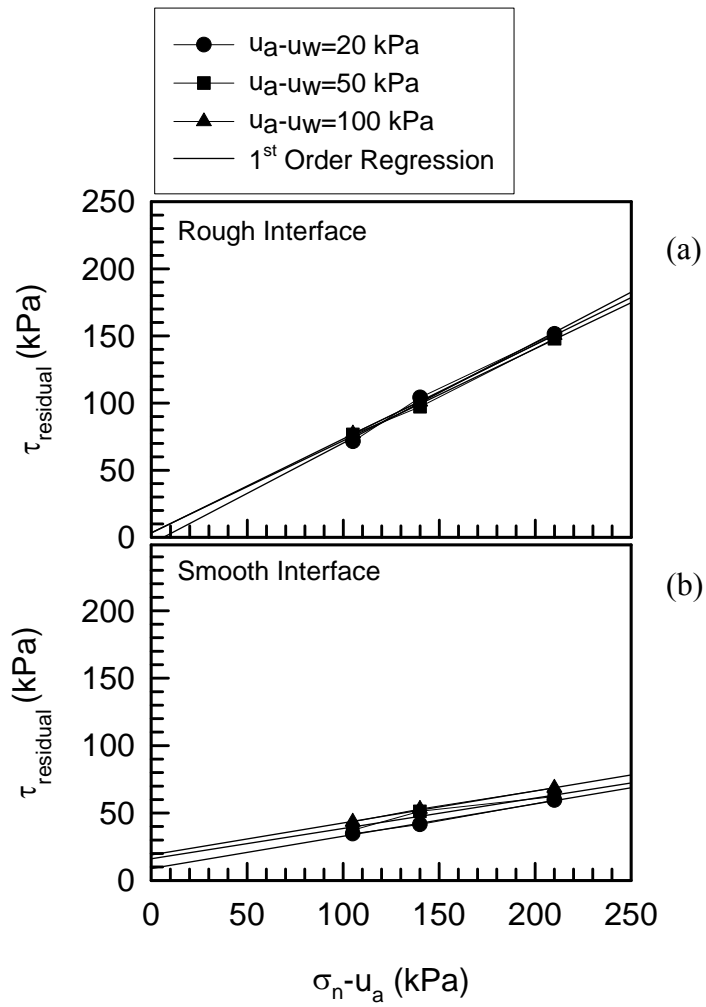 ua-uw=20 kPa
ua-uw=50 kPa
ua-uw=100 kPa
1st Order Regression
250
Rough Interface
(a)
200
150
100
50
0
τresidual (kPa)
Smooth Interface
(b)
200
150
100
50
0
τresidual (kPa)
0 50 100 150 200 250
σn-ua (kPa)